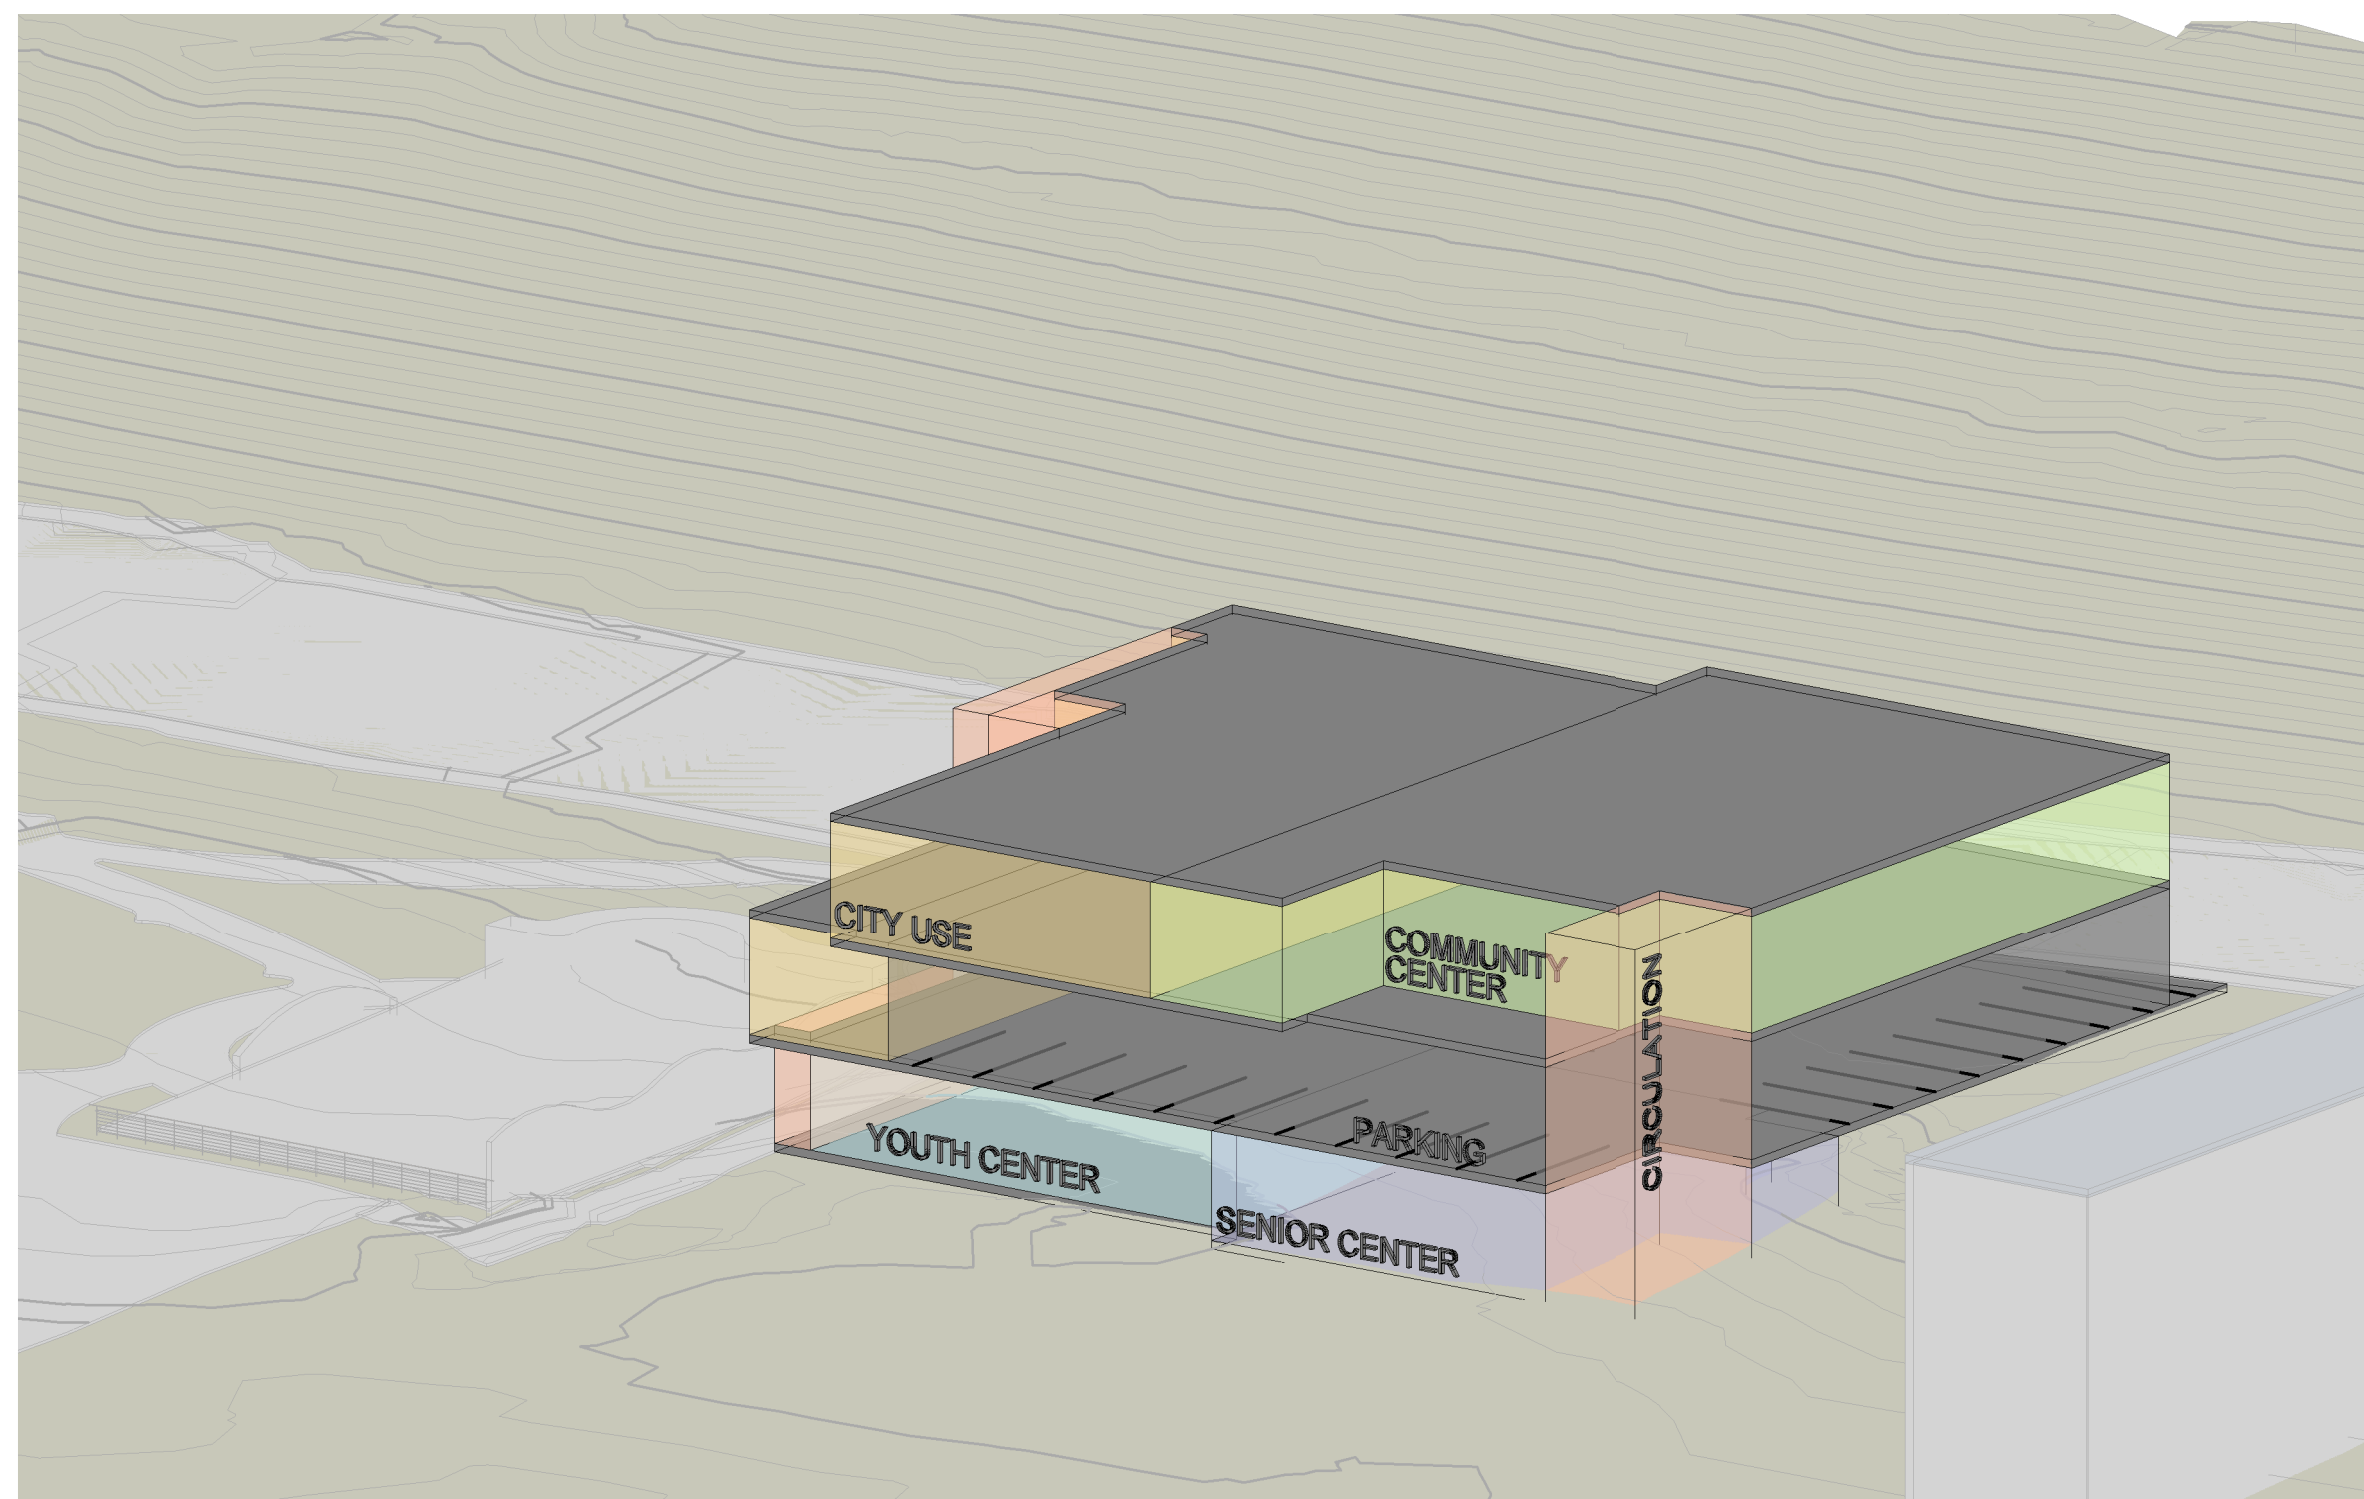 CITY USE
COMMUNITY
CENTER
CIRCULATION
PARKING
YOUTH CENTER
SENIOR CENTER